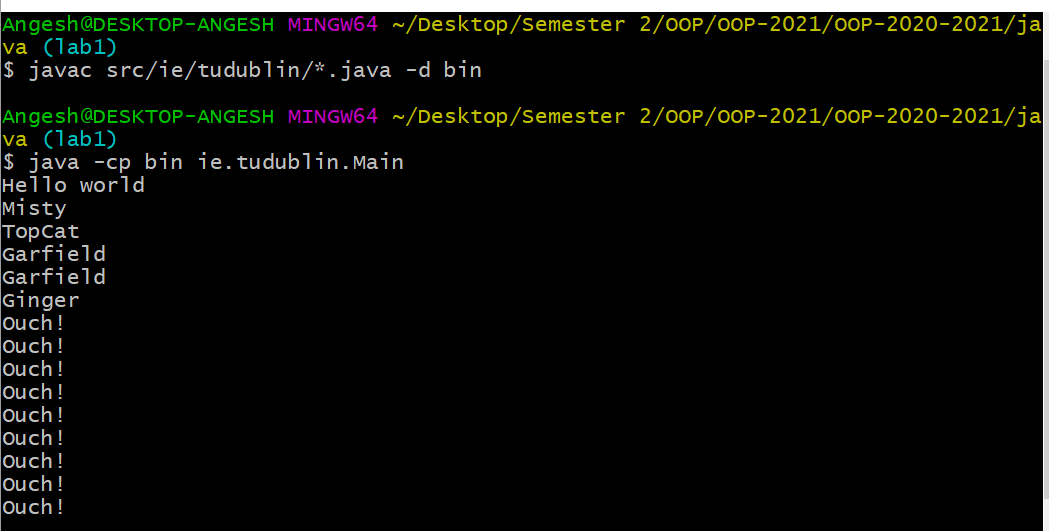 Angesh@DESKTOP-ANGESH MINGW64 ~/Desktop/Semester 2/OOP/OOP-2021/OOP-2020-2021/ja
va (lab1)
$ javac src/ie/tudublin/*.java -d bin
Angesh@DESKTOP-ANGESH MINGW64 ~/Desktop/Semester 2/OOP/OOP-2021/OOP-2020-2021/ja
va (lab1)
$ java -cp bin ie.tudublin.Main
Hello world
Misty
TopCat
Garfield
Garfield
Ginger
Ouch!
Ouch!
Ouch!
Ouch!
Ouch!
Ouch!
Ouch!
Ouch!
Ouch!